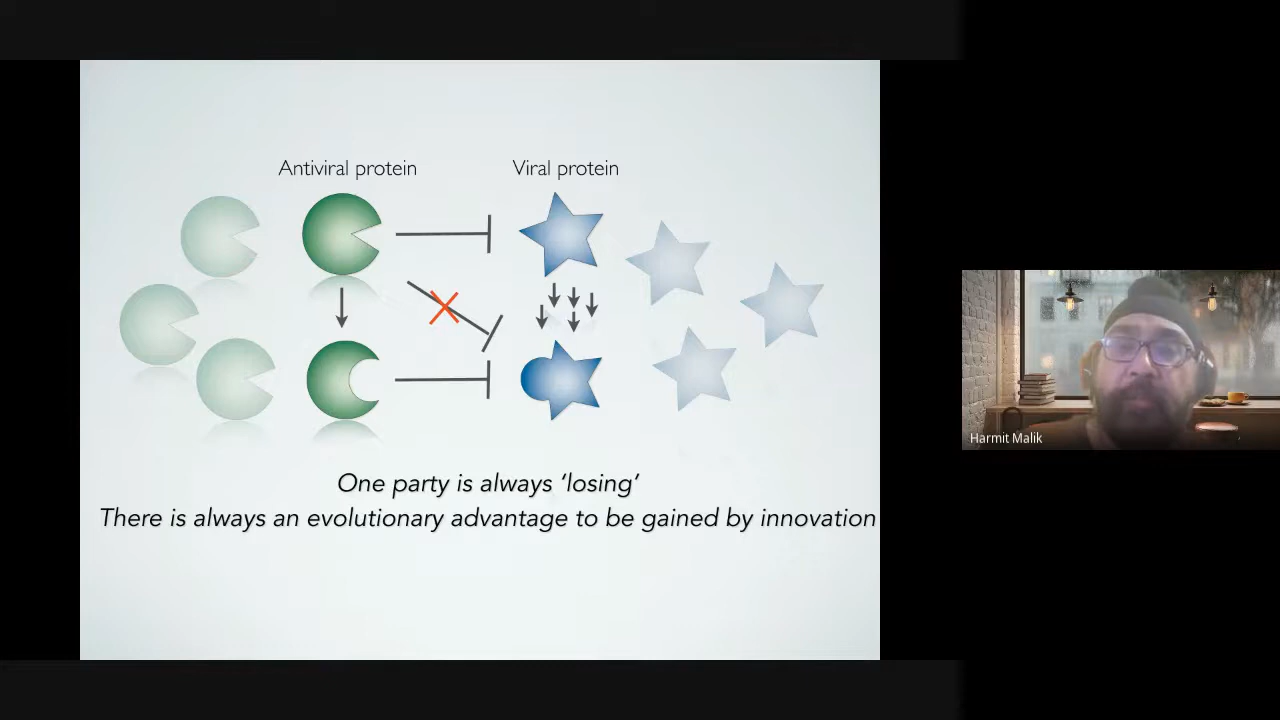 Antiviral protein
Viral protein
One party is always ‘losing’
There is always an evolutionary advantage to be gained by innovation
Harmit Malik